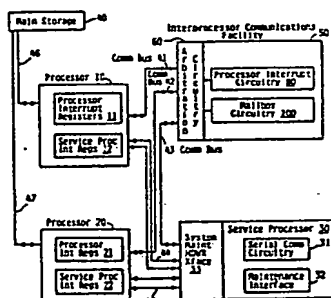 Main Storage 40
46
Interprocessor Communications
Facility
50
60
Processor 10
Comm Bus 41
Comm Bus
42
Arbitration
Circuitry
Processor Interrupt
Circuitry 80
Mailbox
Circuitry 200
Processor
Interrupt
Registers 11
Service Proc
Int Regs 12
43 Comm Bus
47
Processor 20
Processor
Int Regs 21
Service Proc
Int Regs 22
44
System
Maint
Xface
33
Service Processor 30
31
Serial Comm
Circuitry
32
Maintenance
Interface